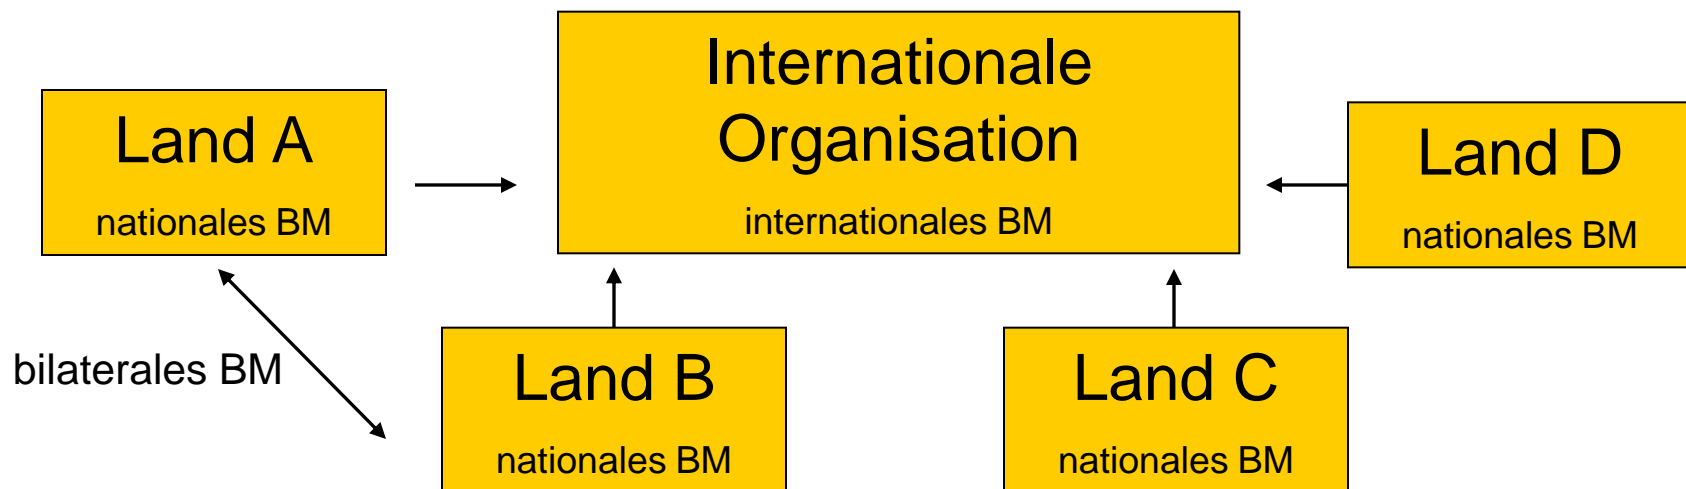 Land A
nationales BM
Internationale
Organisation
internationales BM
Land D
nationales BM
bilaterales BM
Land B
nationales BM
Land C
nationales BM